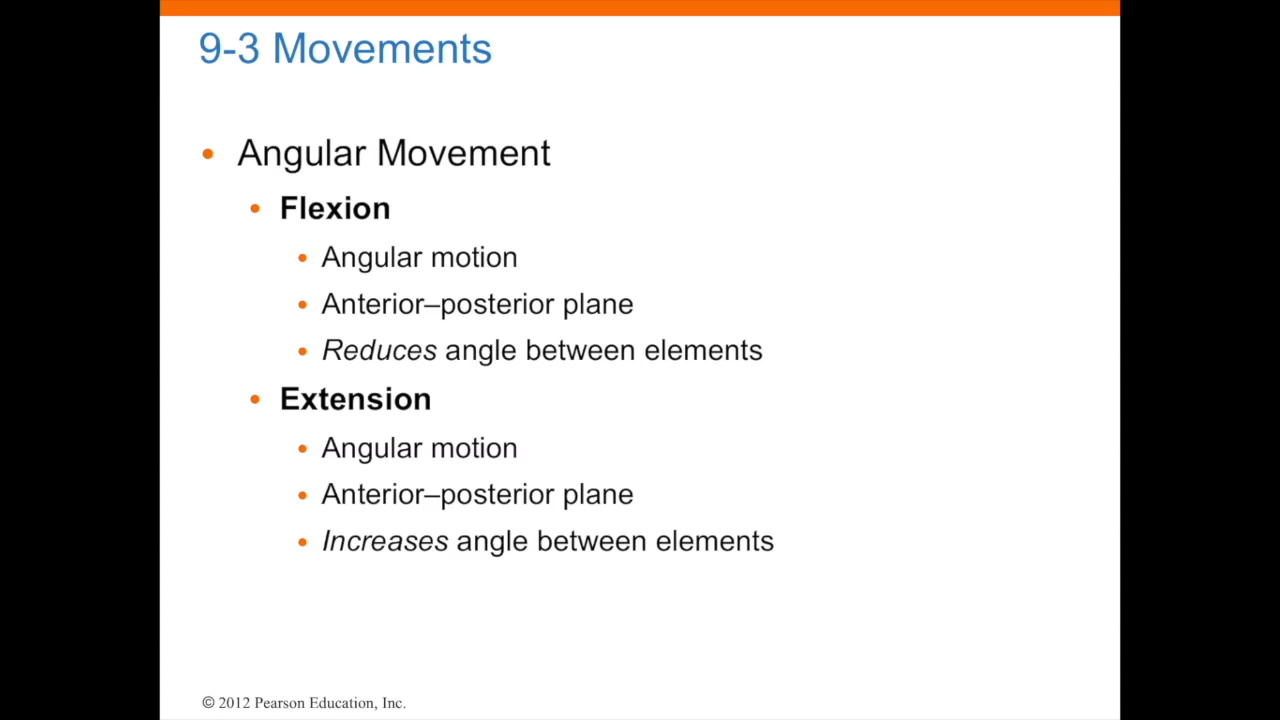 9-3 Movements
• Angular Movement
• Flexion
• Angular motion
• Anterior–posterior plane
• Reduces angle between elements
• Extension
• Angular motion
• Anterior–posterior plane
• Increases angle between elements
© 2012 Pearson Education, Inc.